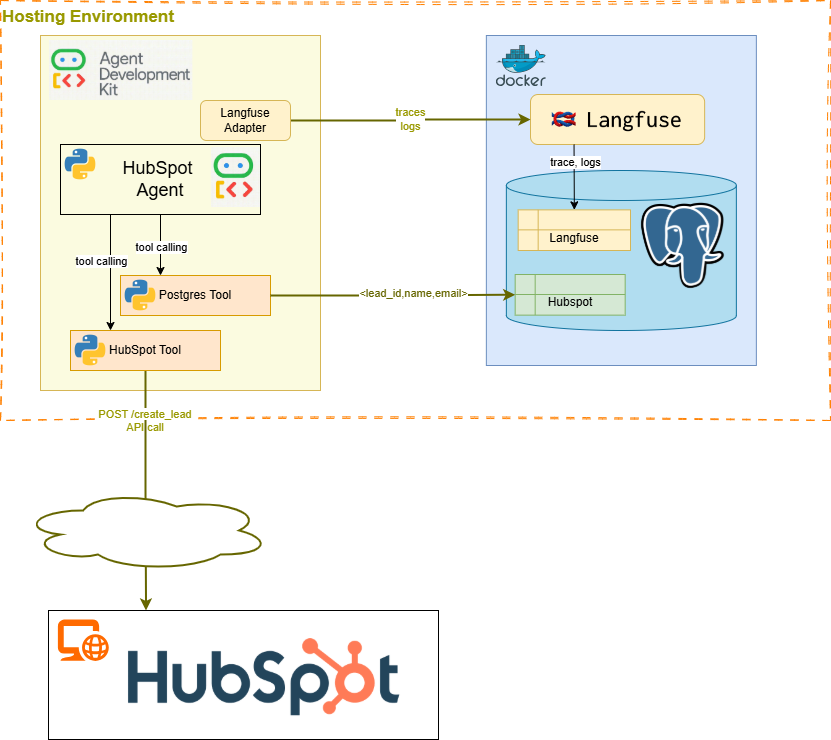 Hosting Environment
Agent
Development
Kit
docker
Langfuse
Adapter
traces
logs
Langfuse
HubSpot
Agent
trace, logs
tool calling
tool calling
Langfuse
Postgres Tool
<lead_id,name,email>
Hubspot
HubSpot Tool
POST /create_lead
API call
HubSpot